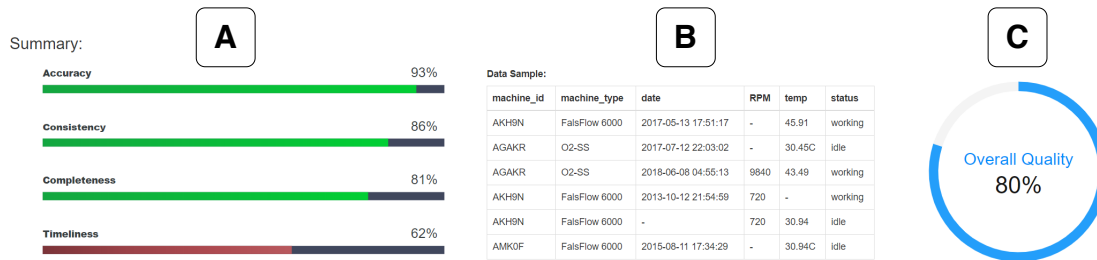 A
Summary:
Accuracy 93%
Consistency 86%
Completeness 81%
Timeliness 62%
B
Data Sample:
machine_id machine_type date RPM temp status
AKH9N FalsFlow 6000 2017-05-13 17:51:17 - 45.91 working
AGAKR O2-SS 2017-07-12 22:03:02 - 30.45C idle
AGAKR O2-SS 2018-06-08 04:55:13 9840 43.49 working
AKH9N FalsFlow 6000 2013-10-12 21:54:59 720 - working
AKH9N FalsFlow 6000 - 720 30.94 idle
AMK0F FalsFlow 6000 2015-08-11 17:34:29 - 30.94C idle
C
Overall Quality
80%